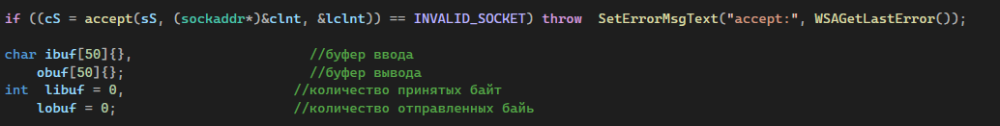 if ((cS = accept(sS, (sockaddr*)&clnt, &lclnt)) == INVALID_SOCKET) throw  SetErrorMsgText("accept:", WSAGetLastError());
char ibuf[50]{},                      //буфер ввода
    obuf[50]{};                       //буфер вывода
int  libuf = 0,                     //количество принятых байт
    lobuf = 0;                      //количество отправленных байь